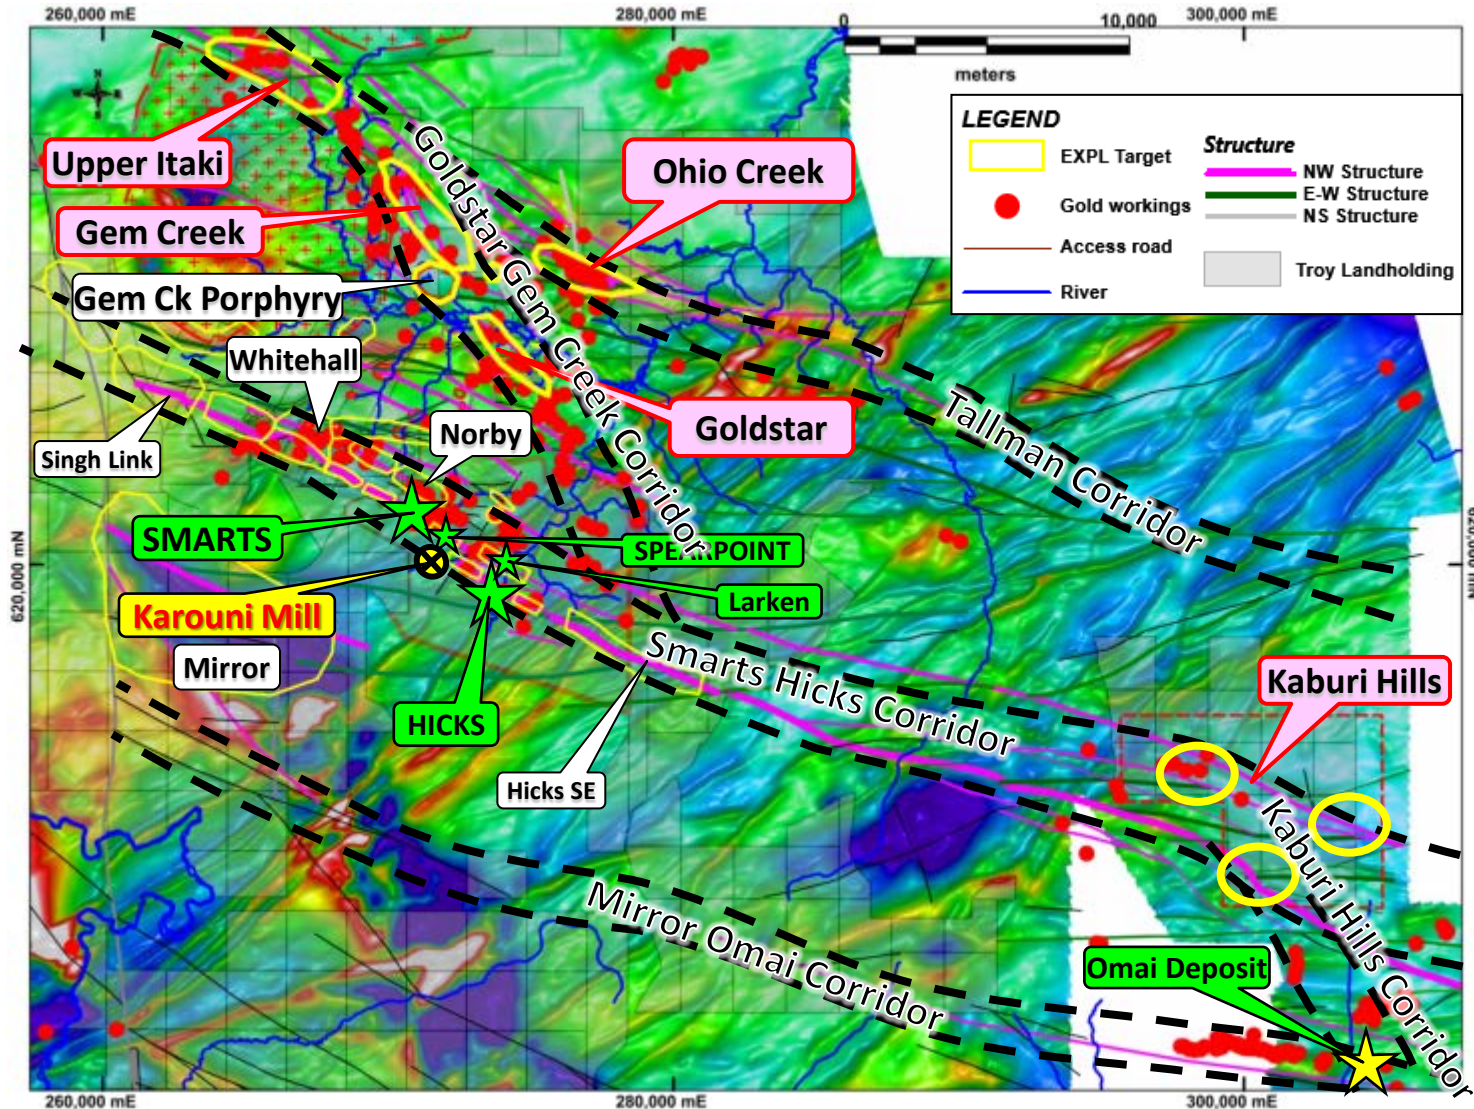 260,000 mE
280,000 mE
0
10,000
300,000 mE
meters
N
W
E
S
LEGEND
EXPL Target
Gold workings
Access road
River
Structure
NW Structure
E-W Structure
NS Structure
Troy Landholding
Upper Itaki
Gem Creek
Gem Ck Porphyry
Whitehall
Singh Link
Norby
Ohio Creek
Goldstar
Goldstar Gem Creek Corridor
Tallman Corridor
SMARTS
SPEARPOINT
Larken
Karouni Mill
Mirror
HICKS
Hicks SE
Smarts Hicks Corridor
Kaburi Hills
Kaburi Hills Corridor
Mirror Omai Corridor
Omai Deposit
620,000 mN
620,000 mN
260,000 mE
280,000 mE
300,000 mE